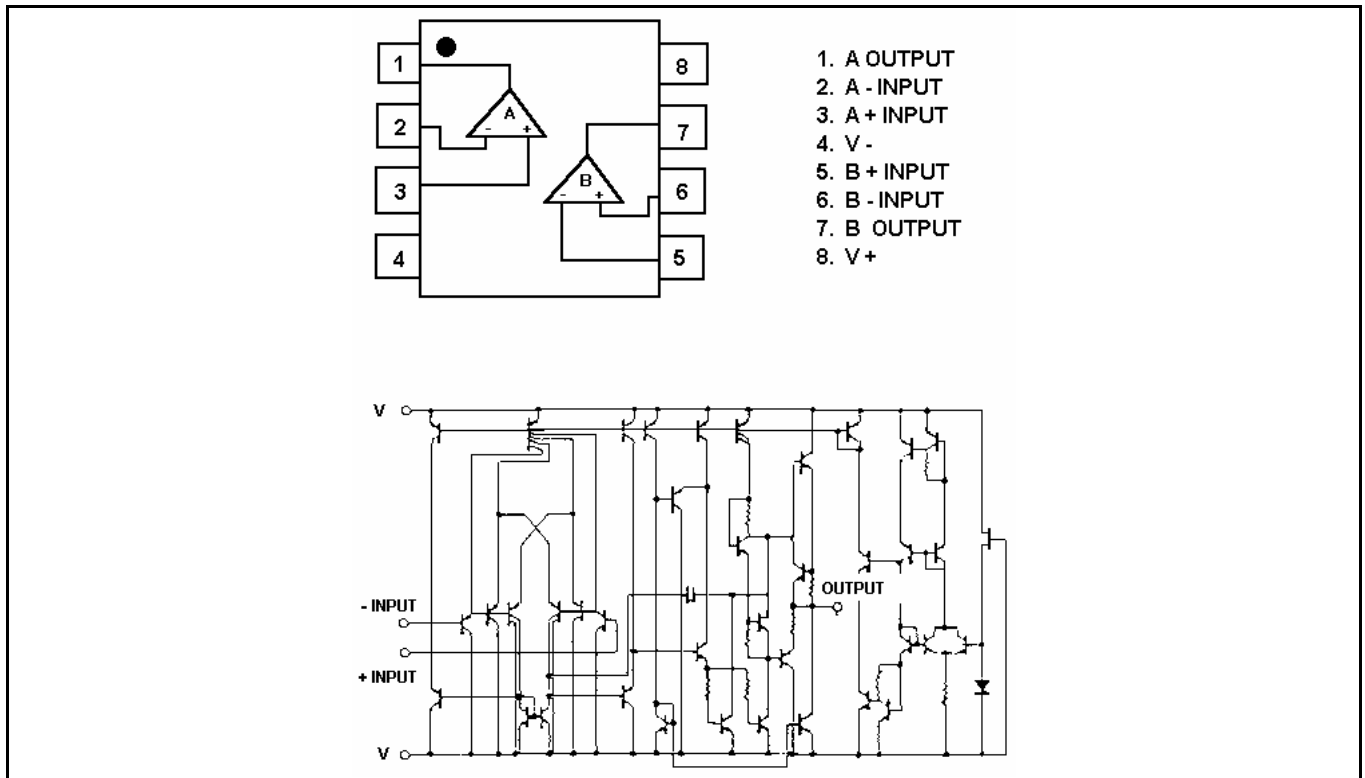 1
2
3
4
8
7
6
5
A
- +
B
- +
1. A OUTPUT
2. A - INPUT
3. A + INPUT
4. V -
5. B + INPUT
6. B - INPUT
7. B OUTPUT
8. V +
V
- INPUT
+ INPUT
OUTPUT
V